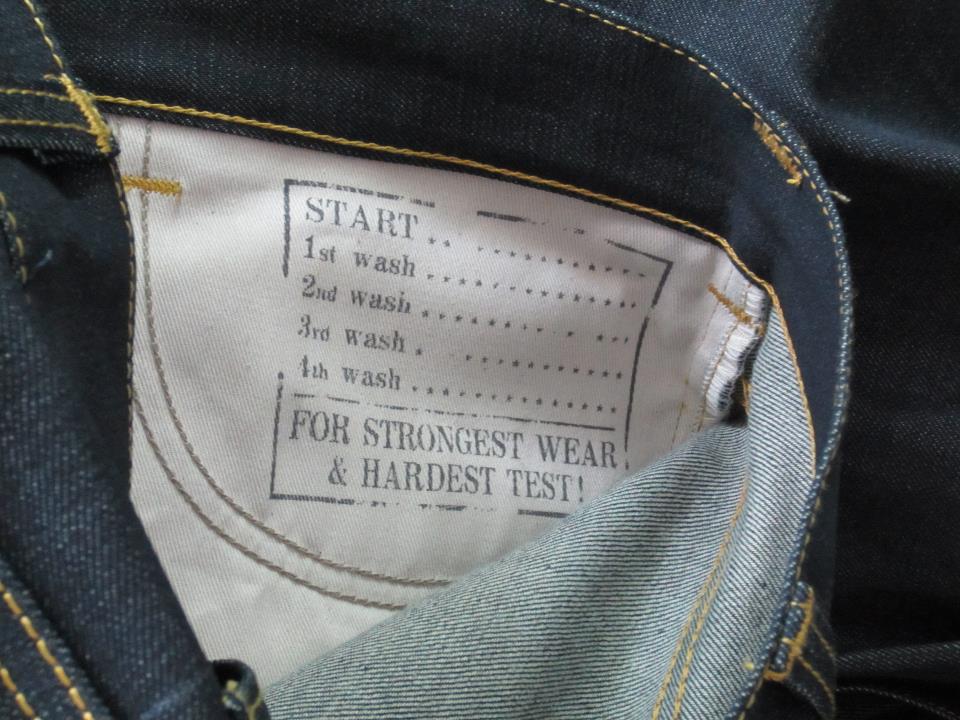 START ....................
1st wash ....................
2nd wash ....................
3rd wash ....................
4th wash ....................
FOR STRONGEST WEAR
& HARDEST TEST!